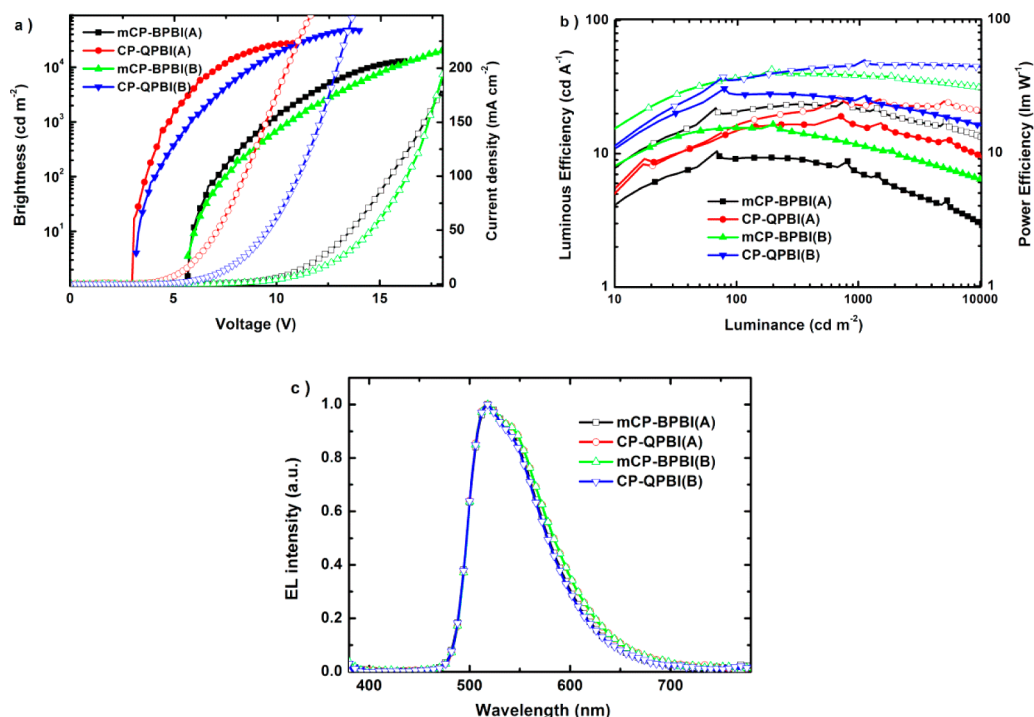 a )
mCP-BPBI(A)
CP-QPBI(A)
mCP-BPBI(B)
CP-QPBI(B)
Brightness (cd m⁻²)
10⁴
10³
10²
10¹
Current density (mA cm⁻²)
200
150
100
50
0
0 5 10 15
Voltage (V)
b )
Luminous Efficiency (cd A⁻¹)
100
10
1
Power Efficiency (lm W⁻¹)
100
10
1
mCP-BPBI(A)
CP-QPBI(A)
mCP-BPBI(B)
CP-QPBI(B)
10 100 1000 10000
Luminance (cd m⁻²)
c )
EL intensity (a.u.)
1.0
0.8
0.6
0.4
0.2
0.0
mCP-BPBI(A)
CP-QPBI(A)
mCP-BPBI(B)
CP-QPBI(B)
400 500 600 700
Wavelength (nm)